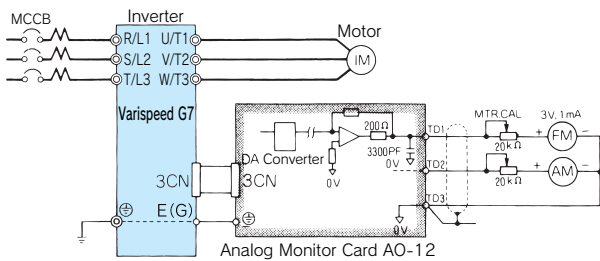 MCCB
Inverter
Motor
R/L1 U/T1
S/L2 V/T2
T/L3 W/T3
IM
Varispeed G7
200Ω
TD1
MTR.CAL
3V, 1mA
+ FM −
20kΩ
DA Converter
3300PF
0V
TD2
+ AM −
20kΩ
0V
3CN
3CN
TD3
E(G)
0V
Analog Monitor Card AO-12